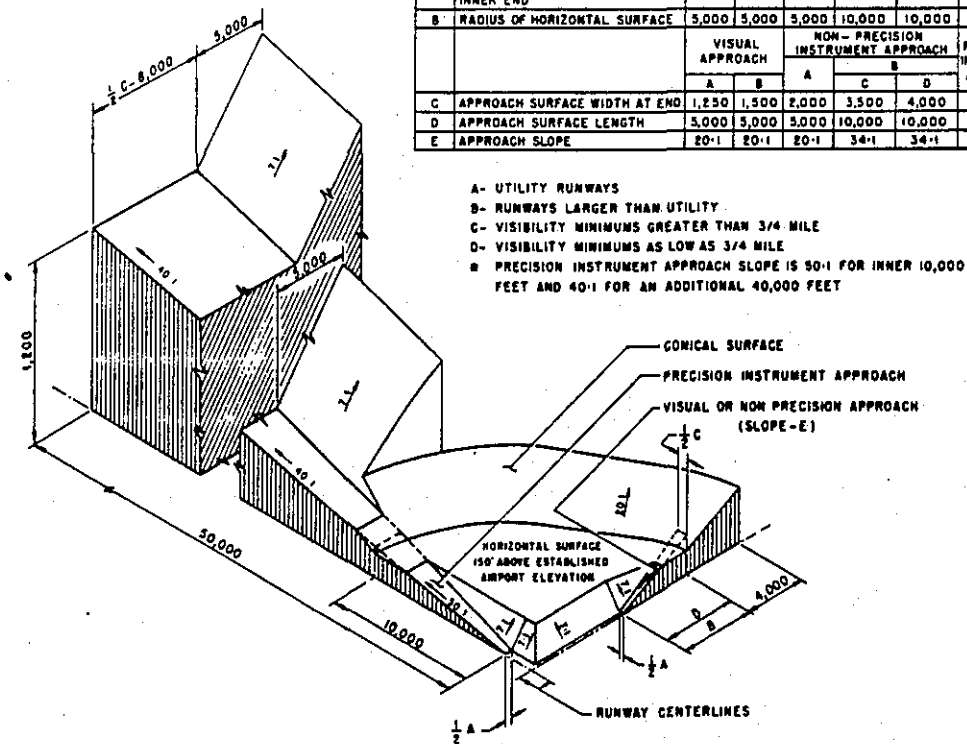 INNER END
B RADIUS OF HORIZONTAL SURFACE 5,000 5,000 5,000 10,000 10,000
VISUAL APPROACH
NON-PRECISION INSTRUMENT APPROACH
B
A B A C D
C APPROACH SURFACE WIDTH AT END 1,250 1,500 2,000 3,500 4,000
D APPROACH SURFACE LENGTH 5,000 5,000 5,000 10,000 10,000
E APPROACH SLOPE 20:1 20:1 20:1 34:1 34:1
A- UTILITY RUNWAYS
B- RUNWAYS LARGER THAN UTILITY
C- VISIBILITY MINIMUMS GREATER THAN 3/4 MILE
D- VISIBILITY MINIMUMS AS LOW AS 3/4 MILE
* PRECISION INSTRUMENT APPROACH SLOPE IS 50:1 FOR INNER 10,000
FEET AND 40:1 FOR AN ADDITIONAL 40,000 FEET
5,000
1/2 C-8,000
7:1
40:1
5,000
1,200
7:1
40:1
CONICAL SURFACE
PRECISION INSTRUMENT APPROACH
VISUAL OR NON PRECISION APPROACH
(SLOPE-E)
1/2 C
20:1
HORIZONTAL SURFACE
150' ABOVE ESTABLISHED
AIRPORT ELEVATION
50,000
10,000
7:1
7:1
7:1
7:1
4,000
D
B
1/2 A
RUNWAY CENTERLINES
1/2 A